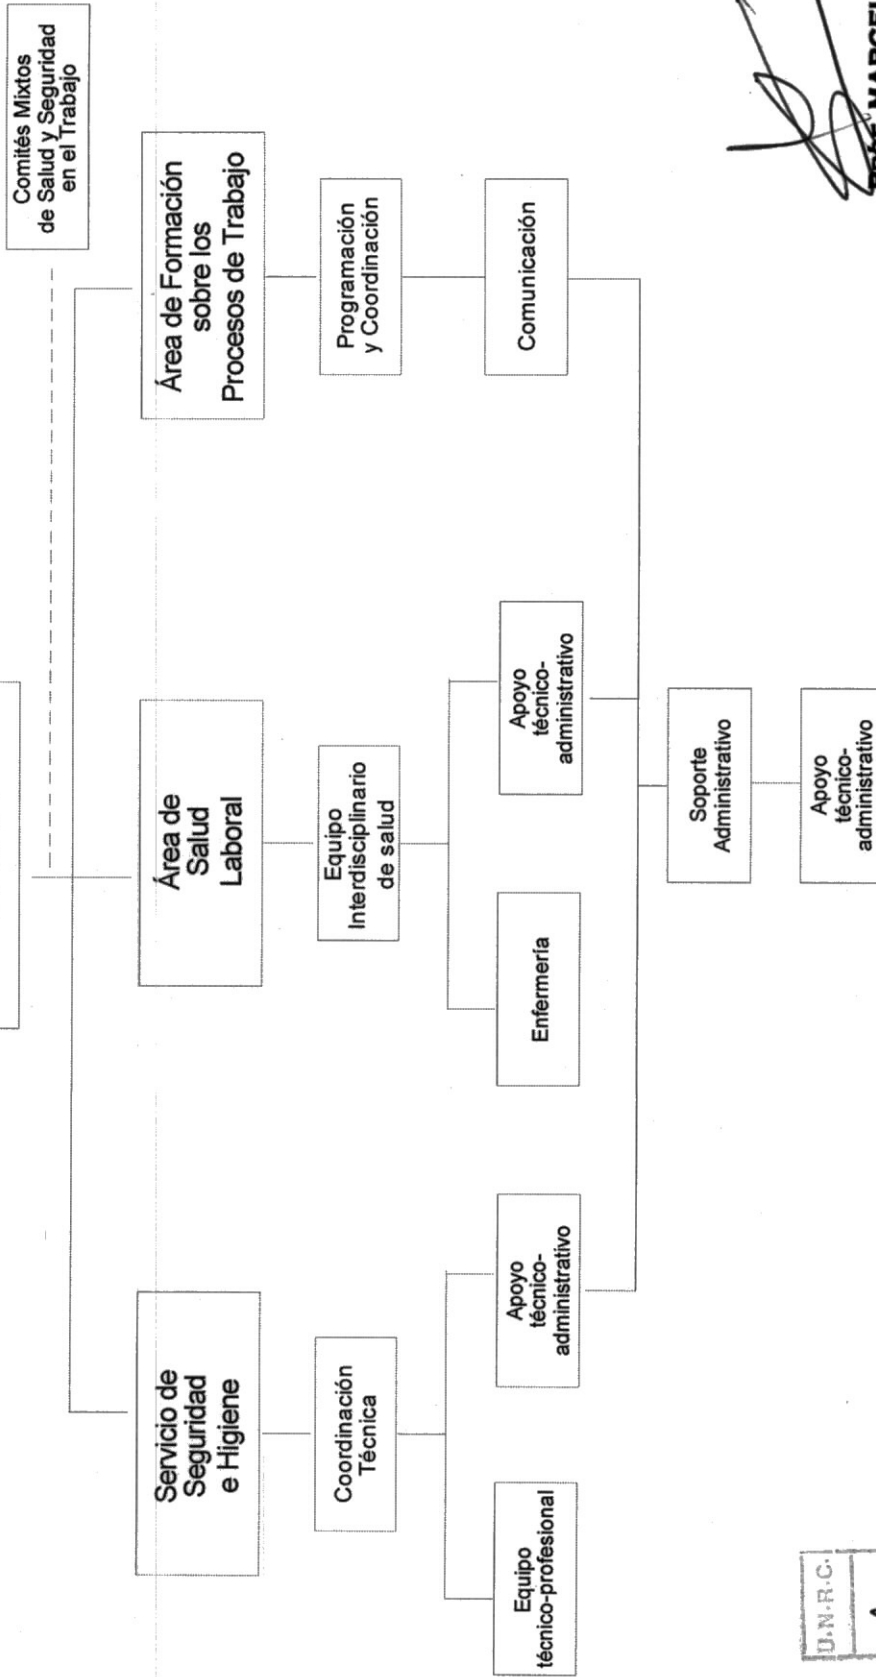 Comités Mixtos
de Salud y Seguridad
en el Trabajo
Servicio de
Seguridad
e Higiene
Área de
Salud
Laboral
Área de Formación
sobre los
Procesos de Trabajo
Coordinación
Técnica
Equipo
Interdisciplinario
de salud
Programación
y Coordinación
Equipo
técnico-profesional
Apoyo
técnico-
administrativo
Enfermería
Apoyo
técnico-
administrativo
Comunicación
Soporte
Administrativo
Apoyo
técnico-
administrativo
D.N.R.C.